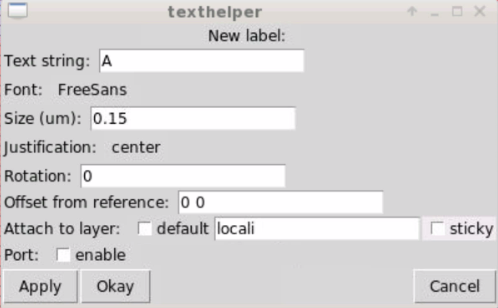 texthelper
New label:
Text string: A
Font: FreeSans
Size (um): 0.15
Justification: center
Rotation: 0
Offset from reference: 0 0
Attach to layer: default locali sticky
Port: enable
Apply Okay Cancel